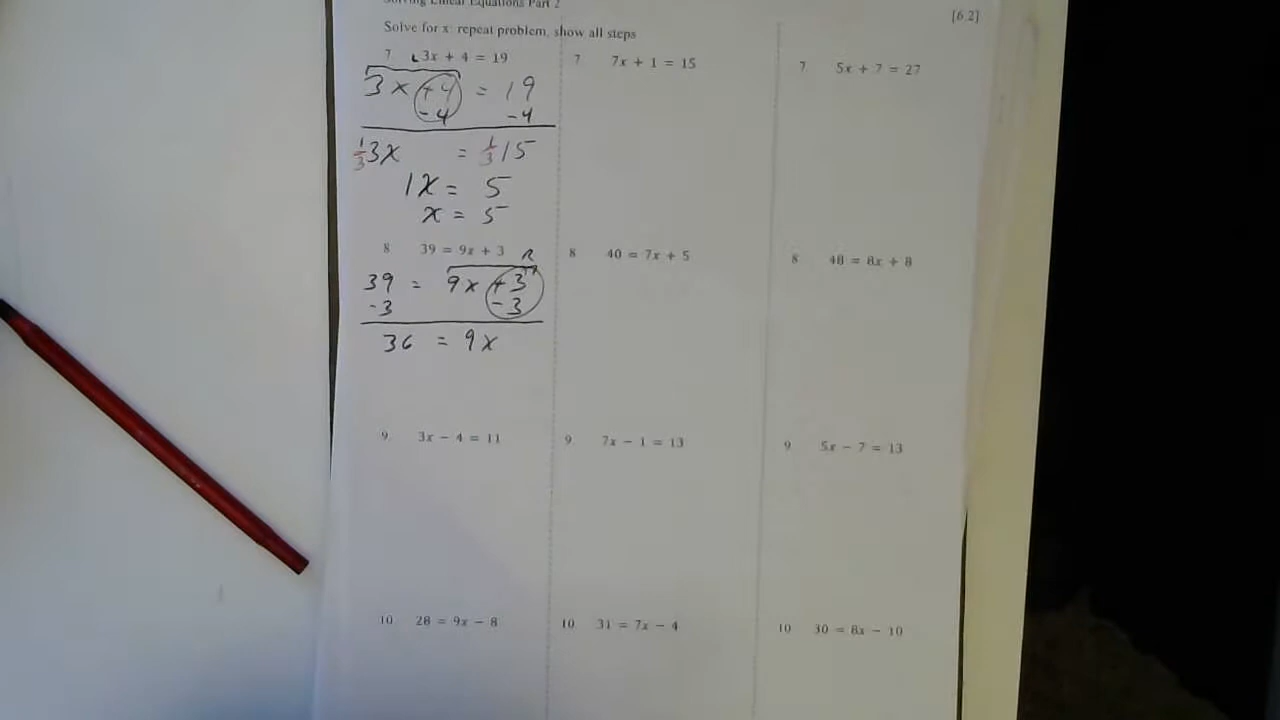 Solving Linear Equations Part 2
[6.2]
Solve for x: repeat problem, show all steps
7 3x + 4 = 19
L
3x +4 = 19
-4 -4
1/3 3x = 1/3 15
1x = 5
x = 5
7 7x + 1 = 15
7 5x + 7 = 27
8 39 = 9x + 3
R
39 = 9x +3
-3 -3
36 = 9x
8 40 = 7x + 5
8 48 = 8x + 8
9 3x − 4 = 11
9 7x − 1 = 13
9 5x − 7 = 13
10 28 = 9x − 8
10 31 = 7x − 4
10 30 = 8x − 10